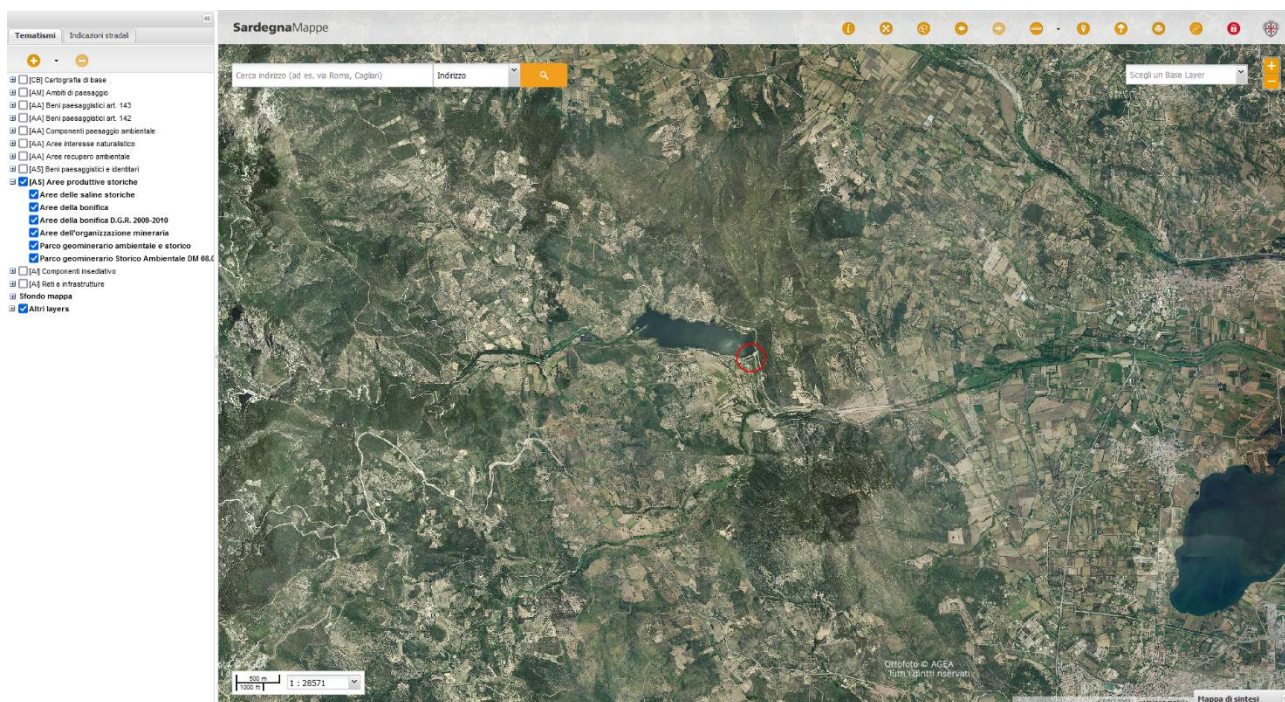 Tematismi
Indicazioni stradali
SardegnaMappe
Cerca indirizzo (ad es. via Roma, Cagliari)
Indirizzo
Scegli un Base Layer
[CB] Cartografia di base
[AM] Ambiti di paesaggio
[AA] Beni paesaggistici art. 143
[AA] Beni paesaggistici art. 142
[AA] Componenti paesaggio ambientale
[AA] Aree interesse naturalistico
[AA] Aree recupero ambientale
[AS] Beni paesaggistici e identitari
[AS] Aree produttive storiche
Aree delle saline storiche
Aree della bonifica
Aree della bonifica D.G.R. 2009-2010
Aree dell'organizzazione mineraria
Parco geominerario ambientale e storico
Parco geominerario Storico Ambientale DM 08.0
[AI] Componenti insediativo
[AI] Reti e infrastrutture
Sfondo mappa
Altri layers
500 m
1000 ft
1 : 28571
Ortofoto © AGEA
Tutti i diritti riservati
Mappa di sintesi